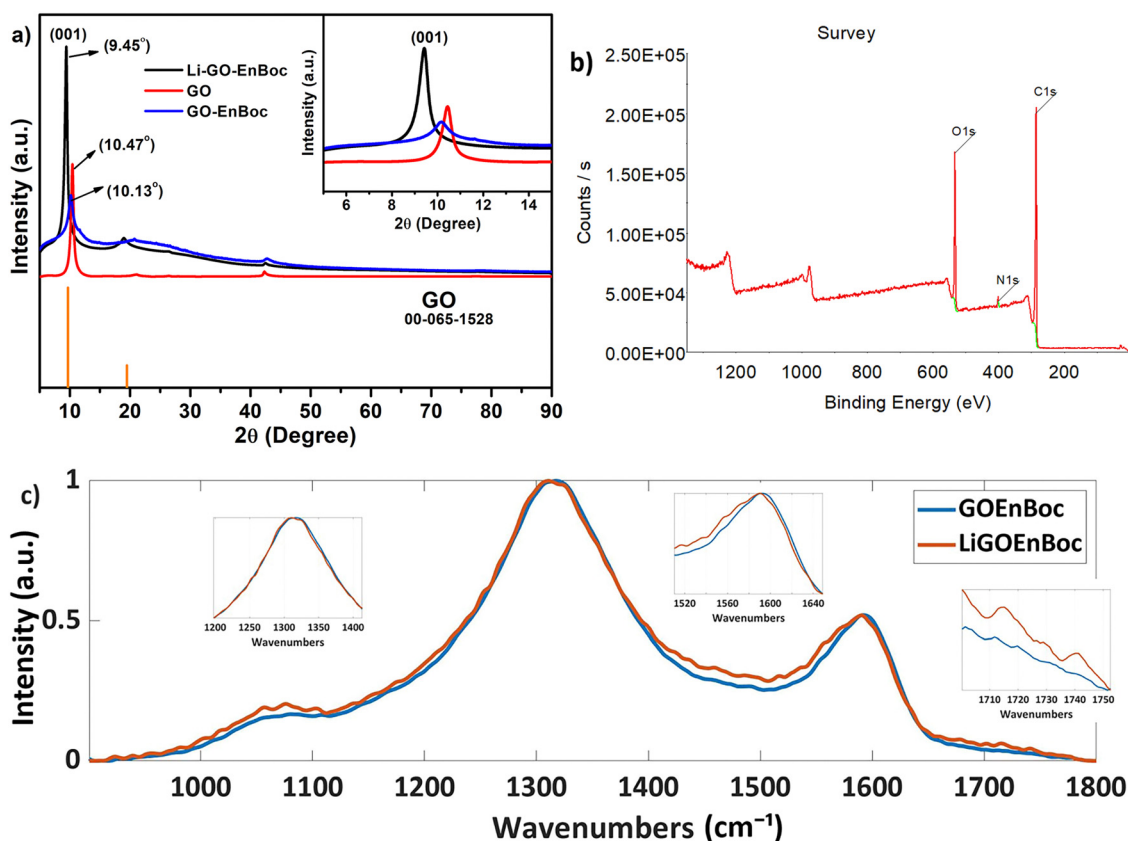 a)
(001)
(9.45°)
(10.47°)
(10.13°)
Li-GO-EnBoc
GO
GO-EnBoc
(001)
Intensity (a.u.)
6 8 10 12 14
2θ (Degree)
Intensity (a.u.)
GO
00-065-1528
10 20 30 40 50 60 70 80 90
2θ (Degree)
b)
Survey
2.50E+05
2.00E+05
1.50E+05
1.00E+05
5.00E+04
0.00E+00
Counts / s
C1s
O1s
N1s
1200 1000 800 600 400 200
Binding Energy (eV)
c)
1
0.5
0
Intensity (a.u.)
1200 1250 1300 1350 1400
Wavenumbers
1520 1560 1600 1640
Wavenumbers
GOEnBoc
LiGOEnBoc
1710 1720 1730 1740 1750
Wavenumbers
1000 1100 1200 1300 1400 1500 1600 1700 1800
Wavenumbers (cm⁻¹)